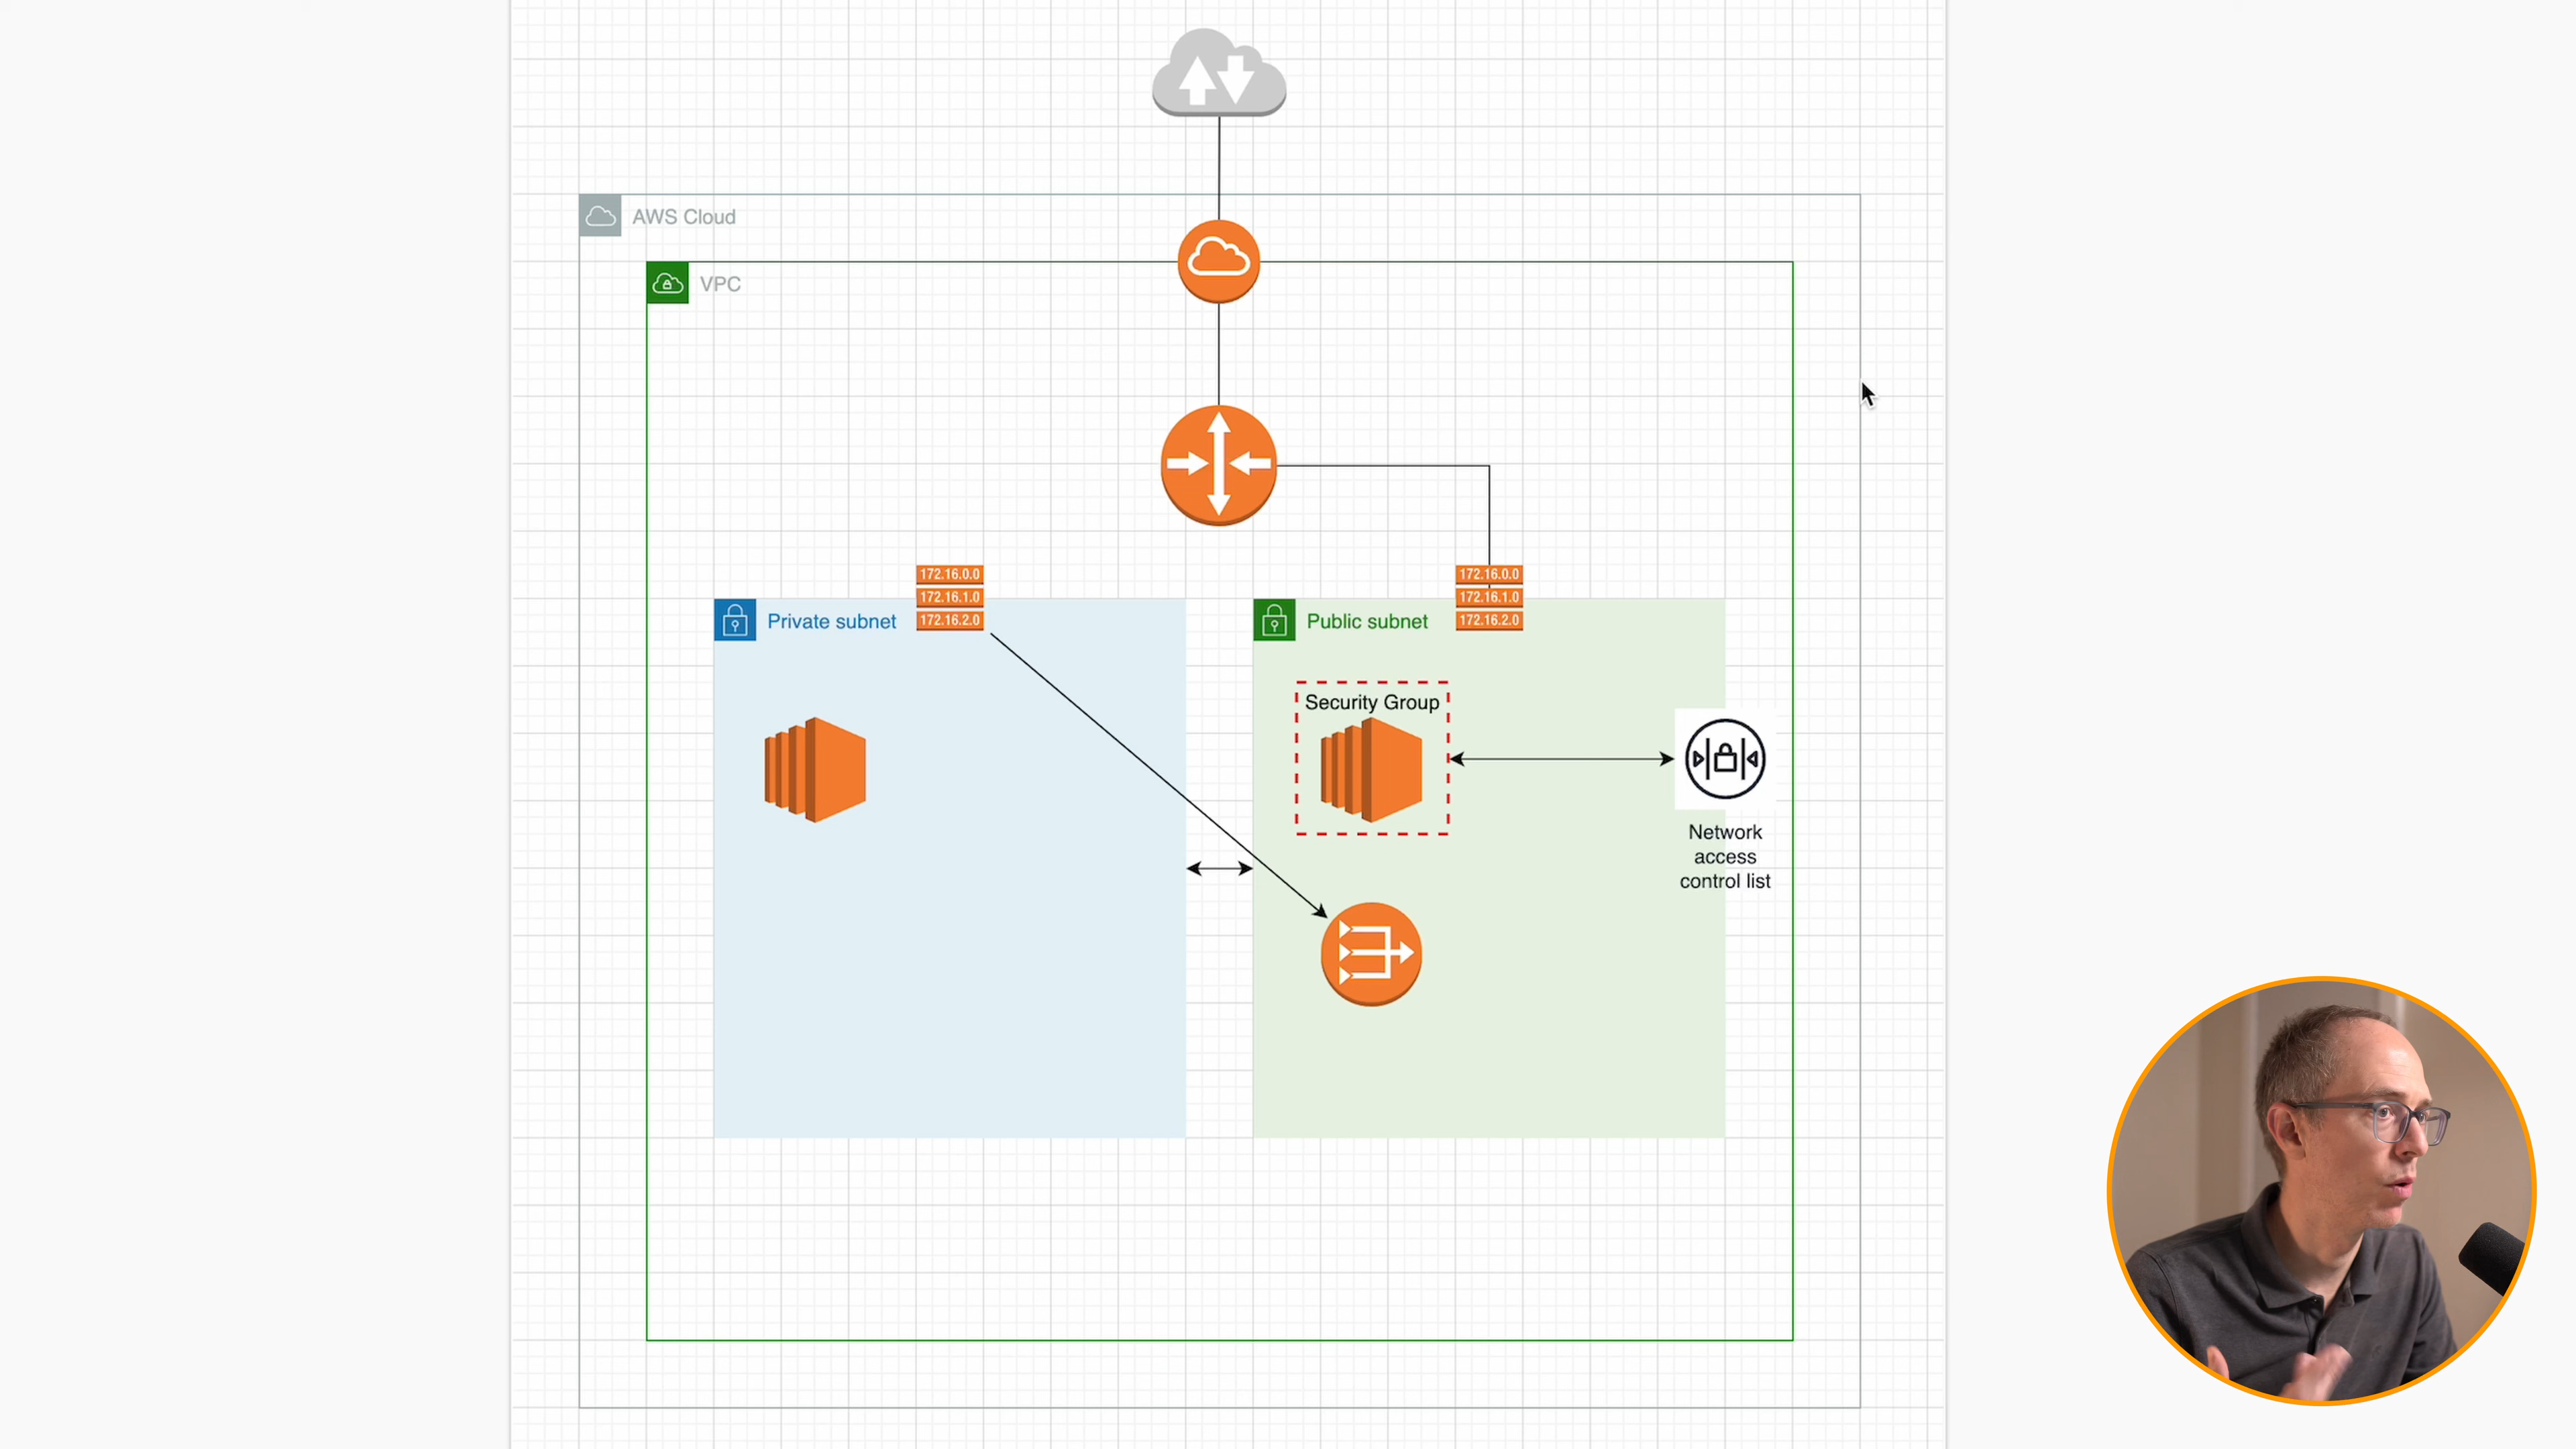 AWS Cloud
VPC
172.16.0.0
172.16.1.0
172.16.2.0
Private subnet
172.16.0.0
172.16.1.0
172.16.2.0
Public subnet
Security Group
Network
access
control list